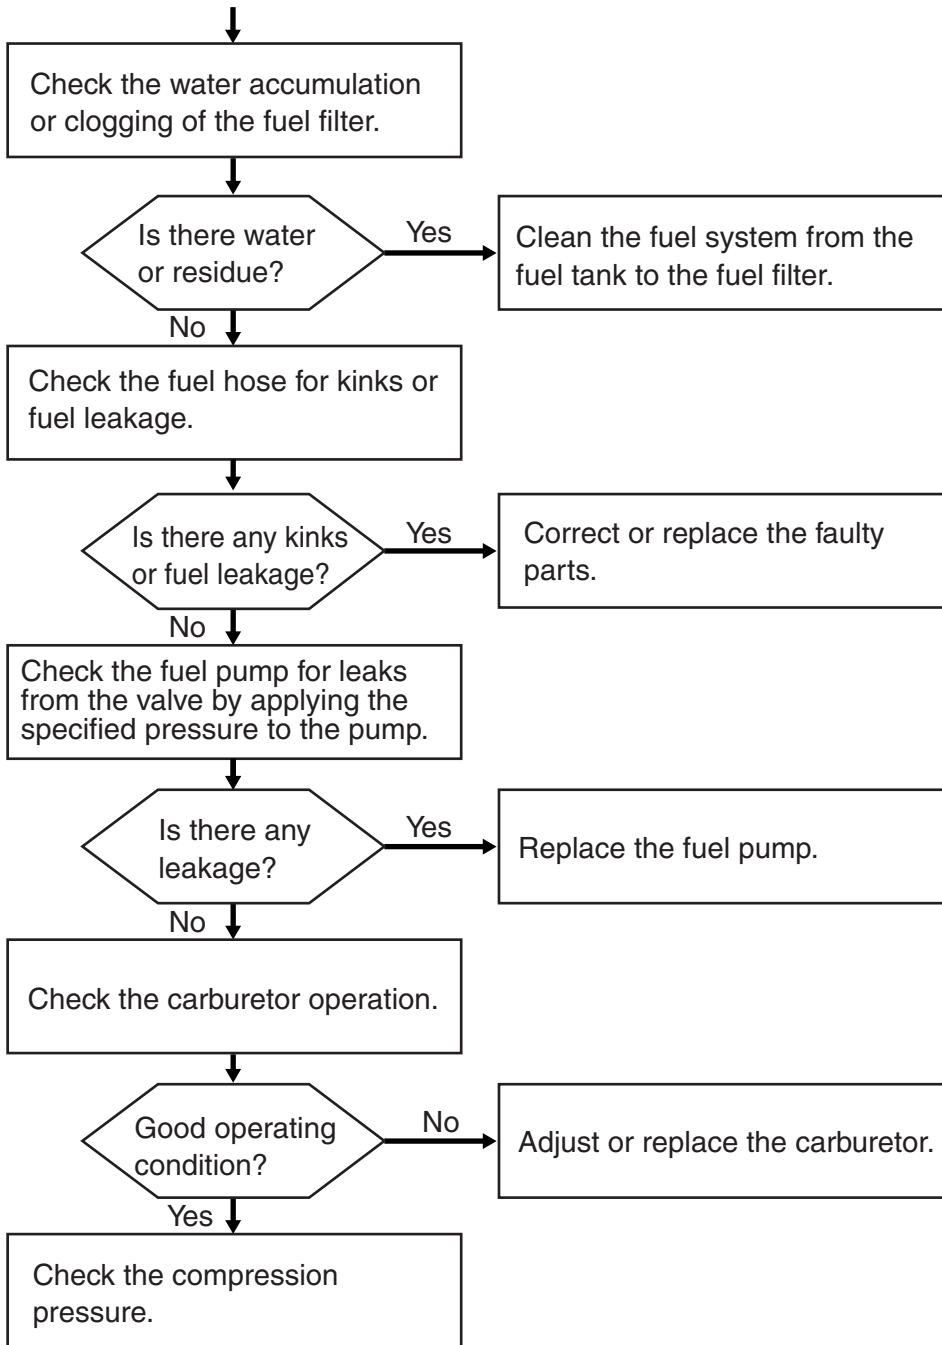 Check the water accumulation
or clogging of the fuel filter.
Is there water
or residue?
Yes
Clean the fuel system from the
fuel tank to the fuel filter.
No
Check the fuel hose for kinks or
fuel leakage.
Is there any kinks
or fuel leakage?
Yes
Correct or replace the faulty
parts.
No
Check the fuel pump for leaks
from the valve by applying the
specified pressure to the pump.
Is there any
leakage?
Yes
Replace the fuel pump.
No
Check the carburetor operation.
Good operating
condition?
No
Adjust or replace the carburetor.
Yes
Check the compression
pressure.